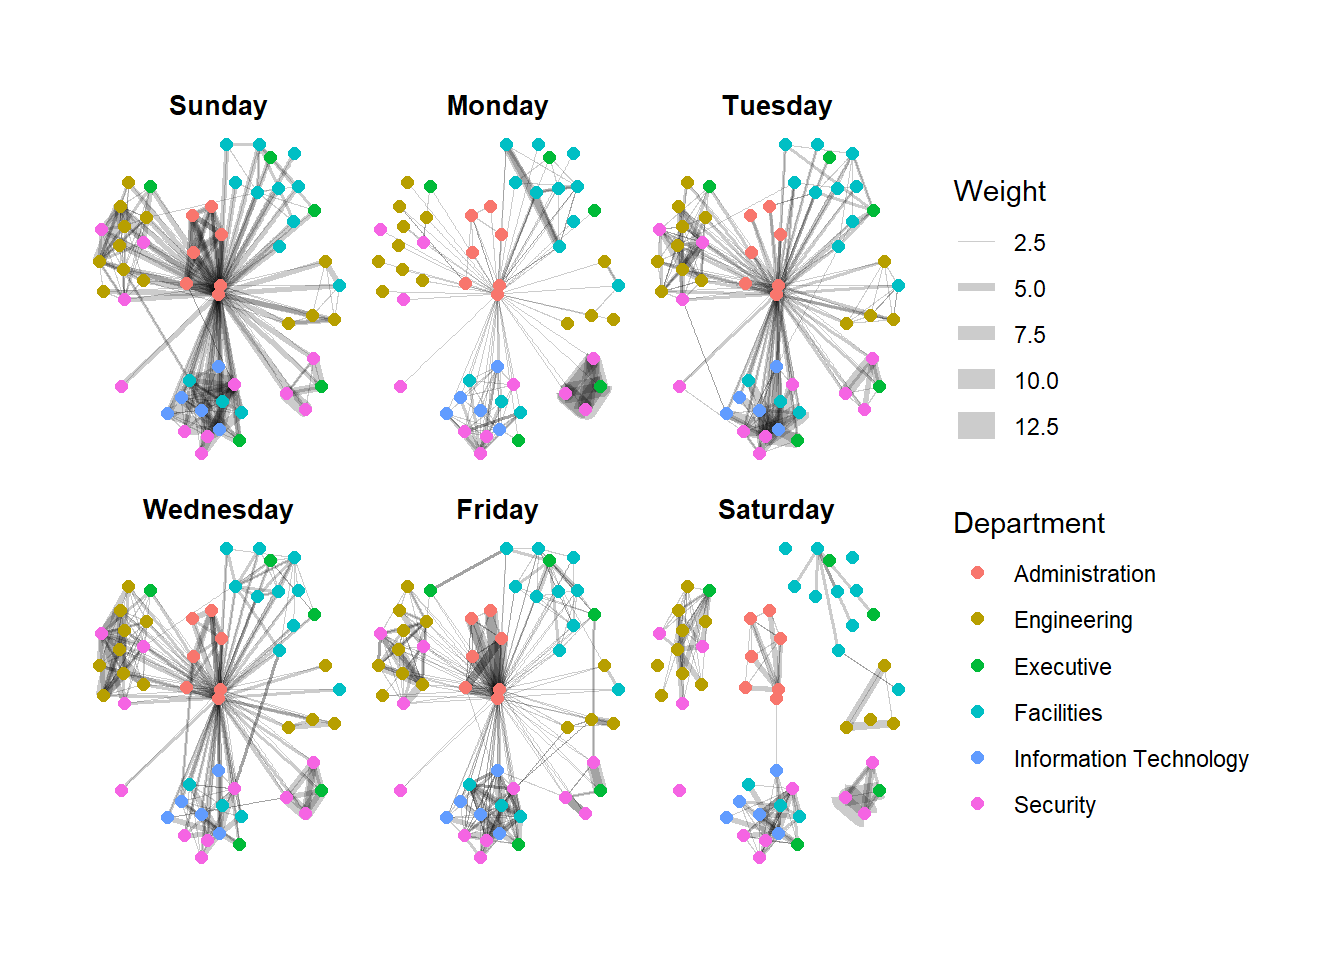 Sunday
Monday
Tuesday
Wednesday
Friday
Saturday
Weight
2.5
5.0
7.5
10.0
12.5
Department
Administration
Engineering
Executive
Facilities
Information Technology
Security